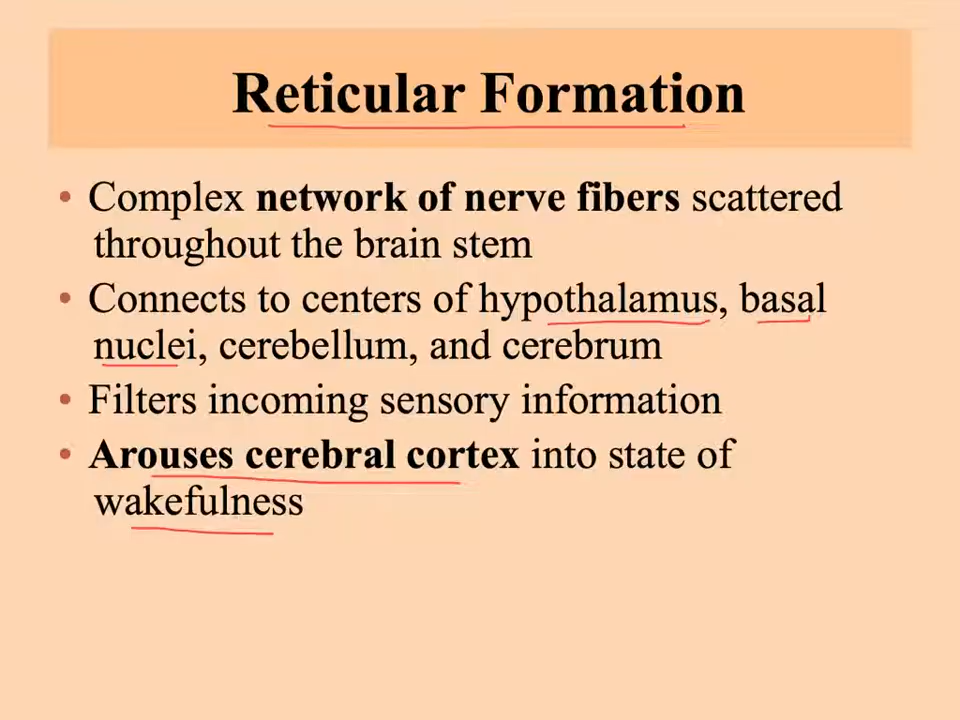 Reticular Formation
• Complex network of nerve fibers scattered
throughout the brain stem
• Connects to centers of hypothalamus, basal
nuclei, cerebellum, and cerebrum
• Filters incoming sensory information
• Arouses cerebral cortex into state of
wakefulness